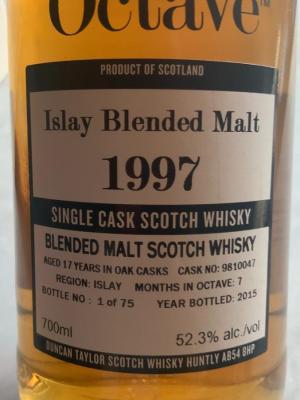 Octave™
PRODUCT OF SCOTLAND
Islay Blended Malt
1997
SINGLE CASK SCOTCH WHISKY
BLENDED MALT SCOTCH WHISKY
AGED 17 YEARS IN OAK CASKS CASK NO: 9810047
REGION: ISLAY MONTHS IN OCTAVE: 7
BOTTLE NO : 1 of 75 YEAR BOTTLED: 2015
700ml
52.3% alc./vol
DUNCAN TAYLOR SCOTCH WHISKY HUNTLY AB54 8HP